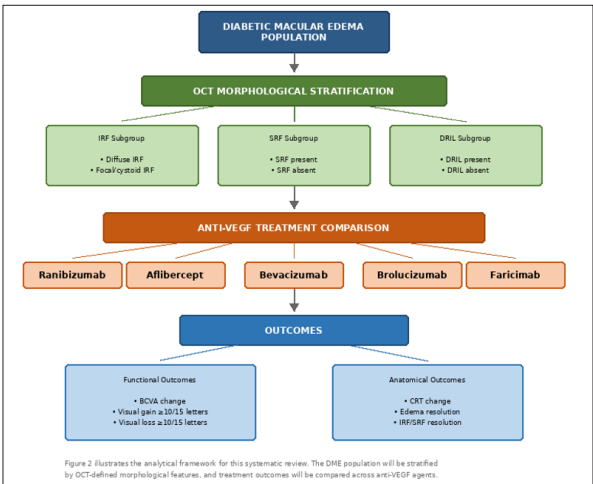 DIABETIC MACULAR EDEMA
POPULATION
OCT MORPHOLOGICAL STRATIFICATION
IRF Subgroup
• Diffuse IRF
• Focal/cystoid IRF
SRF Subgroup
• SRF present
• SRF absent
DRIL Subgroup
• DRIL present
• DRIL absent
ANTI-VEGF TREATMENT COMPARISON
Ranibizumab
Aflibercept
Bevacizumab
Brolucizumab
Faricimab
OUTCOMES
Functional Outcomes
• BCVA change
• Visual gain ≥10/15 letters
• Visual loss ≥10/15 letters
Anatomical Outcomes
• CRT change
• Edema resolution
• IRF/SRF resolution
Figure 2 illustrates the analytical framework for this systematic review. The DME population will be stratified
by OCT-defined morphological features, and treatment outcomes will be compared across anti-VEGF agents.